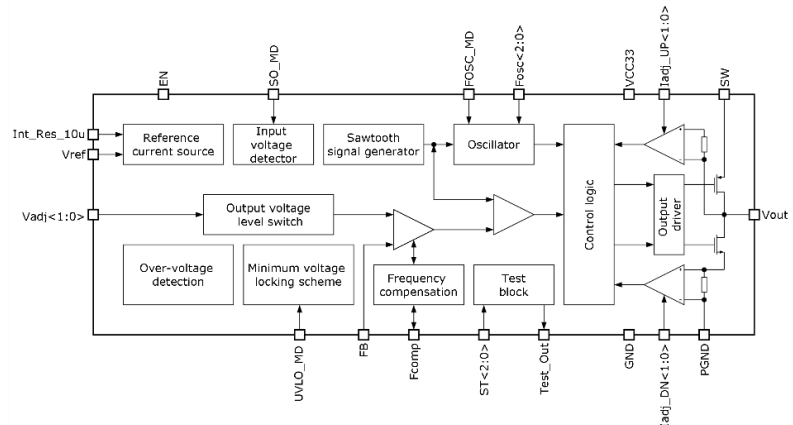 EN
SO_MD
FOSC_MD
Fosc<2:0>
VCC33
Iadj_UP<1:0>
SW
Int_Res_10u
Vref
Reference
current source
Input
voltage
detector
Sawtooth
signal generator
Oscillator
Control logic
Vadj<1:0>
Output voltage
level switch
Output
driver
Vout
Over-voltage
detection
Minimum voltage
locking scheme
Frequency
compensation
Test
block
UVLO_MD
FB
Fcomp
ST<2:0>
Test_Out
GND
Iadj_DN<1:0>
PGND